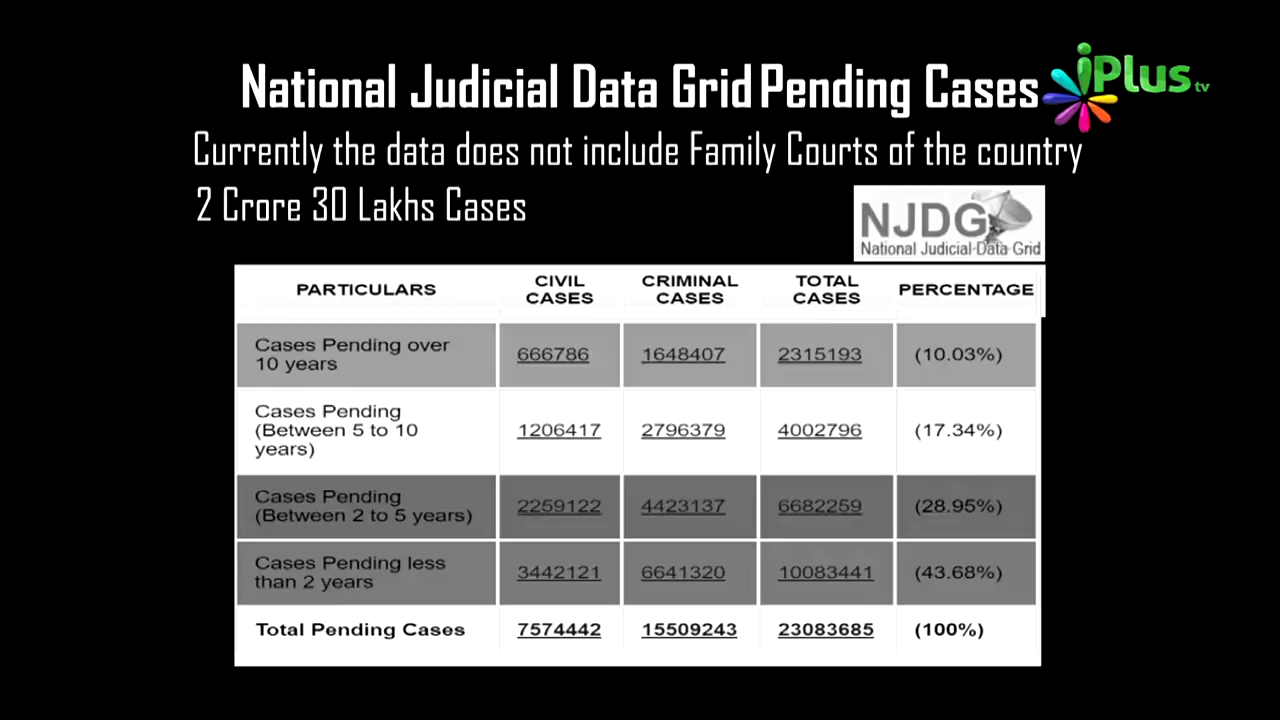 National Judicial Data Grid Pending Cases
iPlus tv
Currently the data does not include Family Courts of the country
2 Crore 30 Lakhs Cases
NJDG
National Judicial Data Grid
PARTICULARS CIVIL CASES CRIMINAL CASES TOTAL CASES PERCENTAGE
Cases Pending over 10 years 666786 1648407 2315193 (10.03%)
Cases Pending (Between 5 to 10 years) 1206417 2796379 4002796 (17.34%)
Cases Pending (Between 2 to 5 years) 2259122 4423137 6682259 (28.95%)
Cases Pending less than 2 years 3442121 6641320 10083441 (43.68%)
Total Pending Cases 7574442 15509243 23083685 (100%)